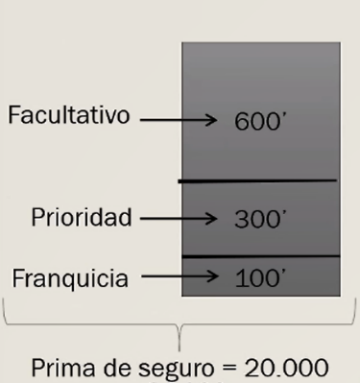 Facultativo 600'
Prioridad 300'
Franquicia 100'
Prima de seguro = 20.000